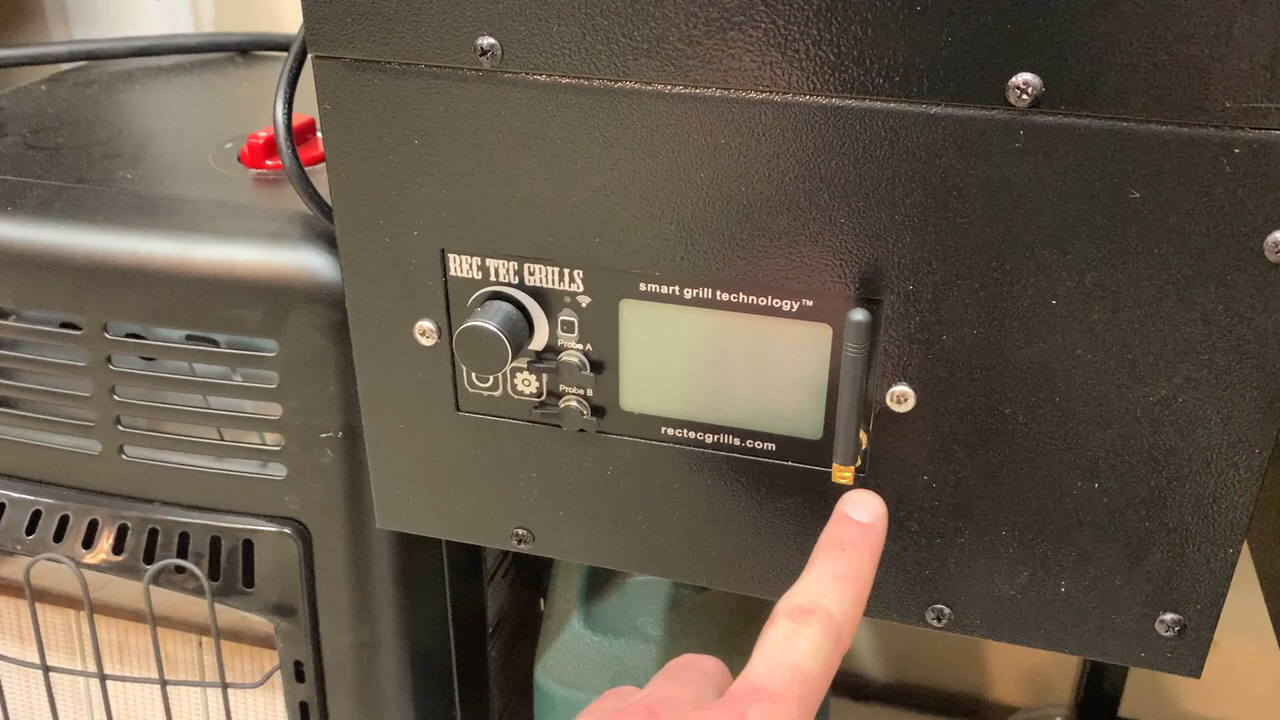 REC TEC GRILLS
smart grill technology™
Probe A
Probe B
rectecgrills.com